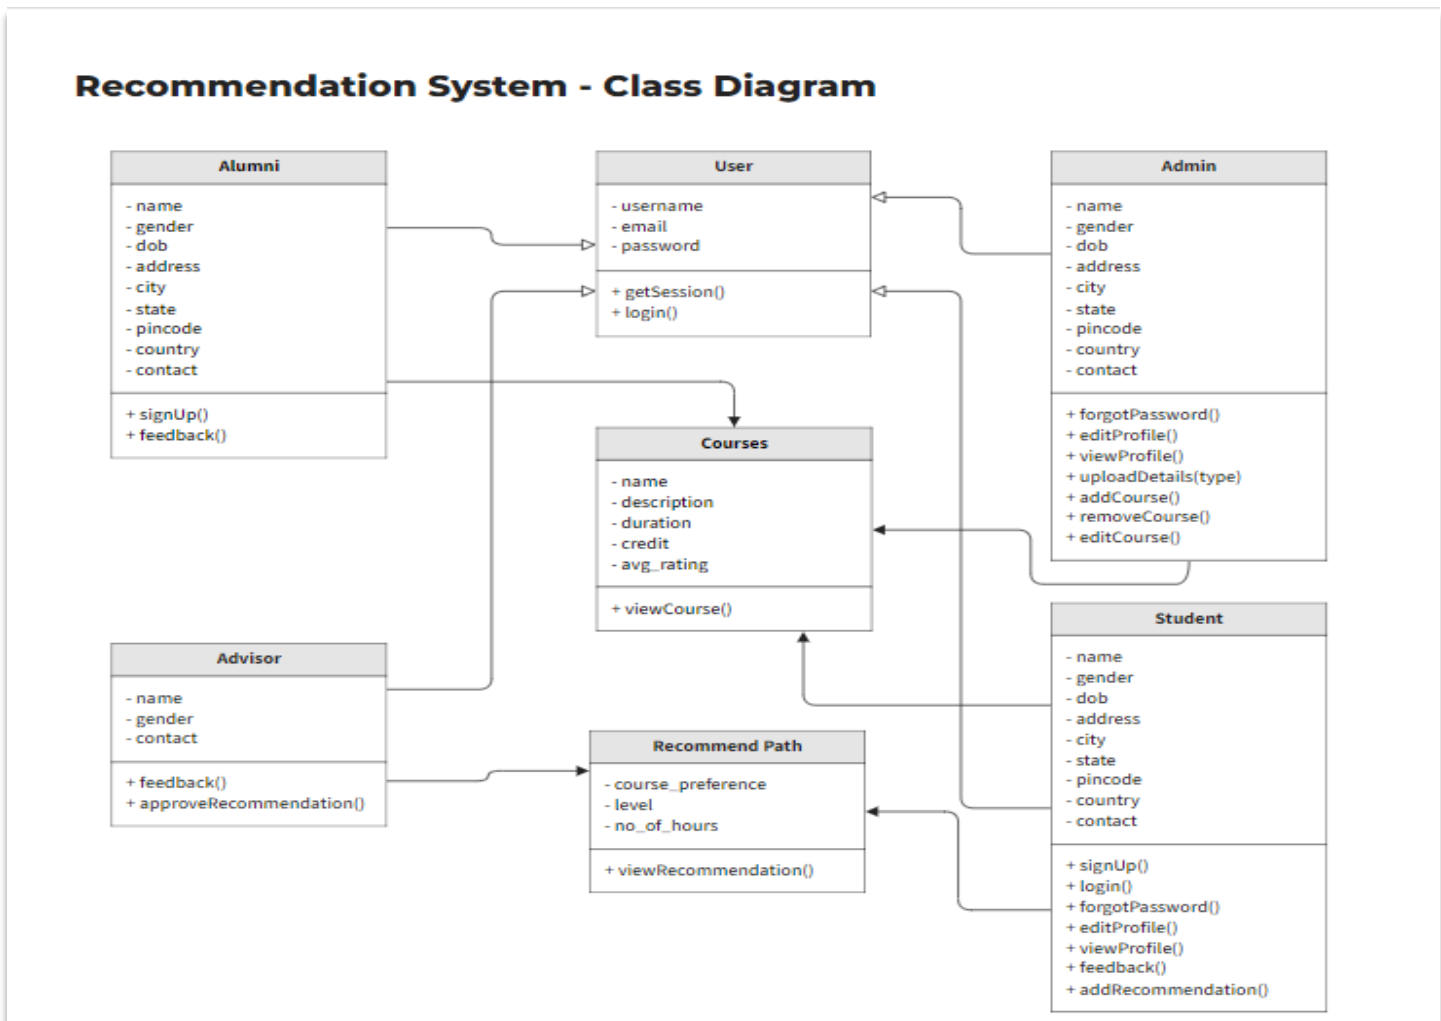 Recommendation System - Class Diagram
Alumni
- name
- gender
- dob
- address
- city
- state
- pincode
- country
- contact
+ signUp()
+ feedback()
User
- username
- email
- password
+ getSession()
+ login()
Admin
- name
- gender
- dob
- address
- city
- state
- pincode
- country
- contact
+ forgotPassword()
+ editProfile()
+ viewProfile()
+ uploadDetails(type)
+ addCourse()
+ removeCourse()
+ editCourse()
Courses
- name
- description
- duration
- credit
- avg_rating
+ viewCourse()
Advisor
- name
- gender
- contact
+ feedback()
+ approveRecommendation()
Recommend Path
- course_preference
- level
- no_of_hours
+ viewRecommendation()
Student
- name
- gender
- dob
- address
- city
- state
- pincode
- country
- contact
+ signUp()
+ login()
+ forgotPassword()
+ editProfile()
+ viewProfile()
+ feedback()
+ addRecommendation()